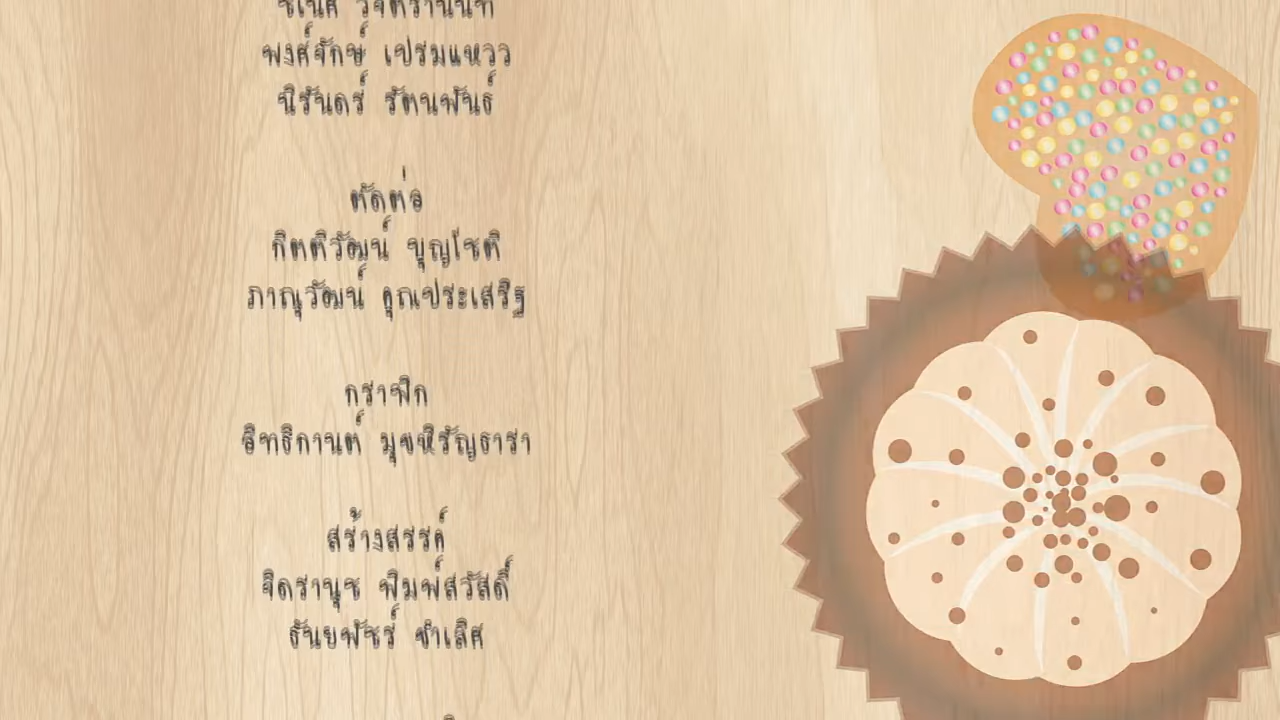 พงศ์จักษ์ เปรมแหวว
นิรันดร์ รัตนพันธ์
ตัดต่อ
กิตติวัฒน์ บุญโชติ
ภาณุวัฒน์ คุณประเสริฐ
กราฟิก
สิทธิกานต์ มุขหิรัญธารา
สร้างสรรค์
จิดรานุช พิมพ์สวัสดิ์
ธันยพัชร์ ชำเลิศ